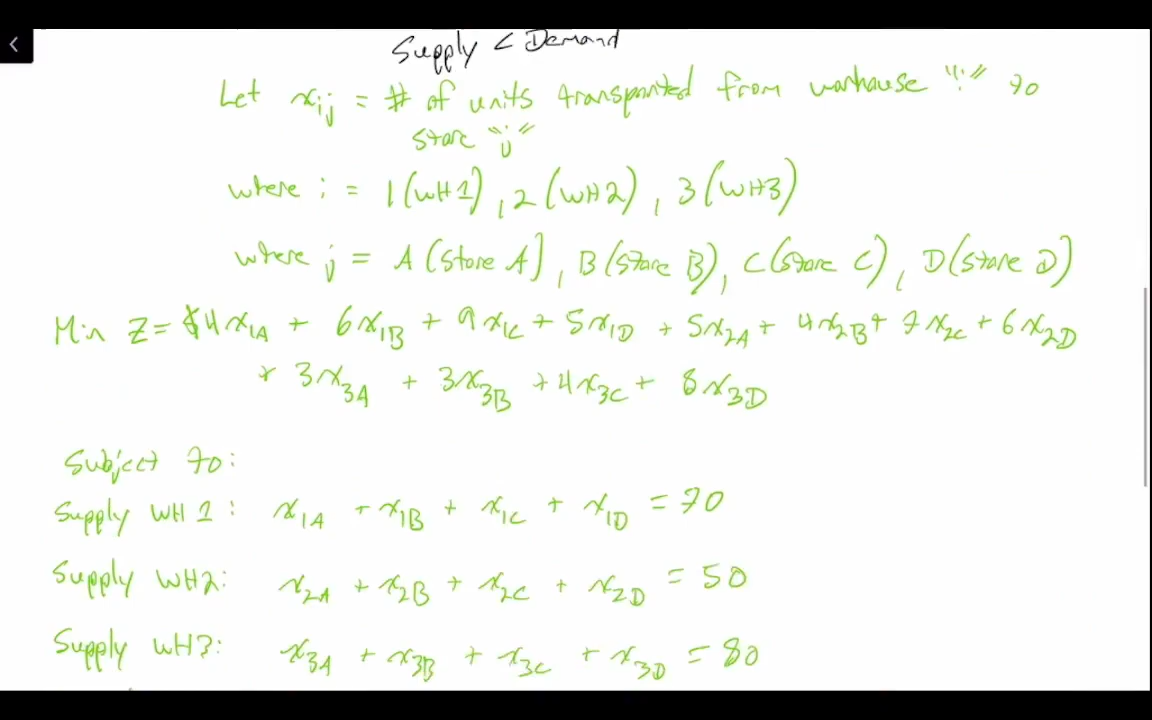 Supply < Demand
Let xij = # of units transported from warhouse "i" to
store "j"
where i = 1 (WH1), 2 (WH2), 3 (WH3)
where j = A (Store A), B (Store B), C (Store C), D (Store D)
Min Z = $4x1A + 6x1B + 9x1C + 5x1D + 5x2A + 4x2B + 7x2C + 6x2D
+ 3x3A + 3x3B + 4x3C + 8x3D
Subject to:
Supply WH1: x1A + x1B + x1C + x1D = 70
Supply WH2: x2A + x2B + x2C + x2D = 50
Supply WH3: x3A + x3B + x3C + x3D = 80